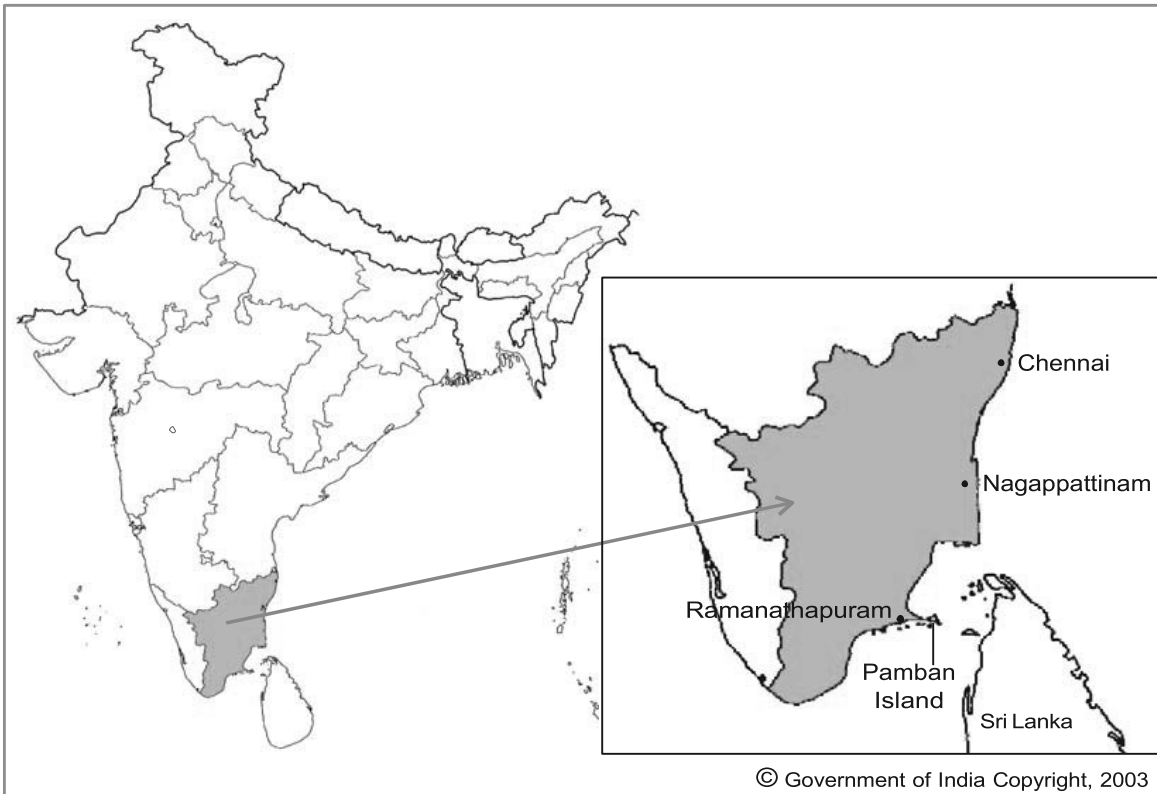 Chennai
Nagappattinam
Ramanathapuram
Pamban
Island
Sri Lanka
© Government of India Copyright, 2003